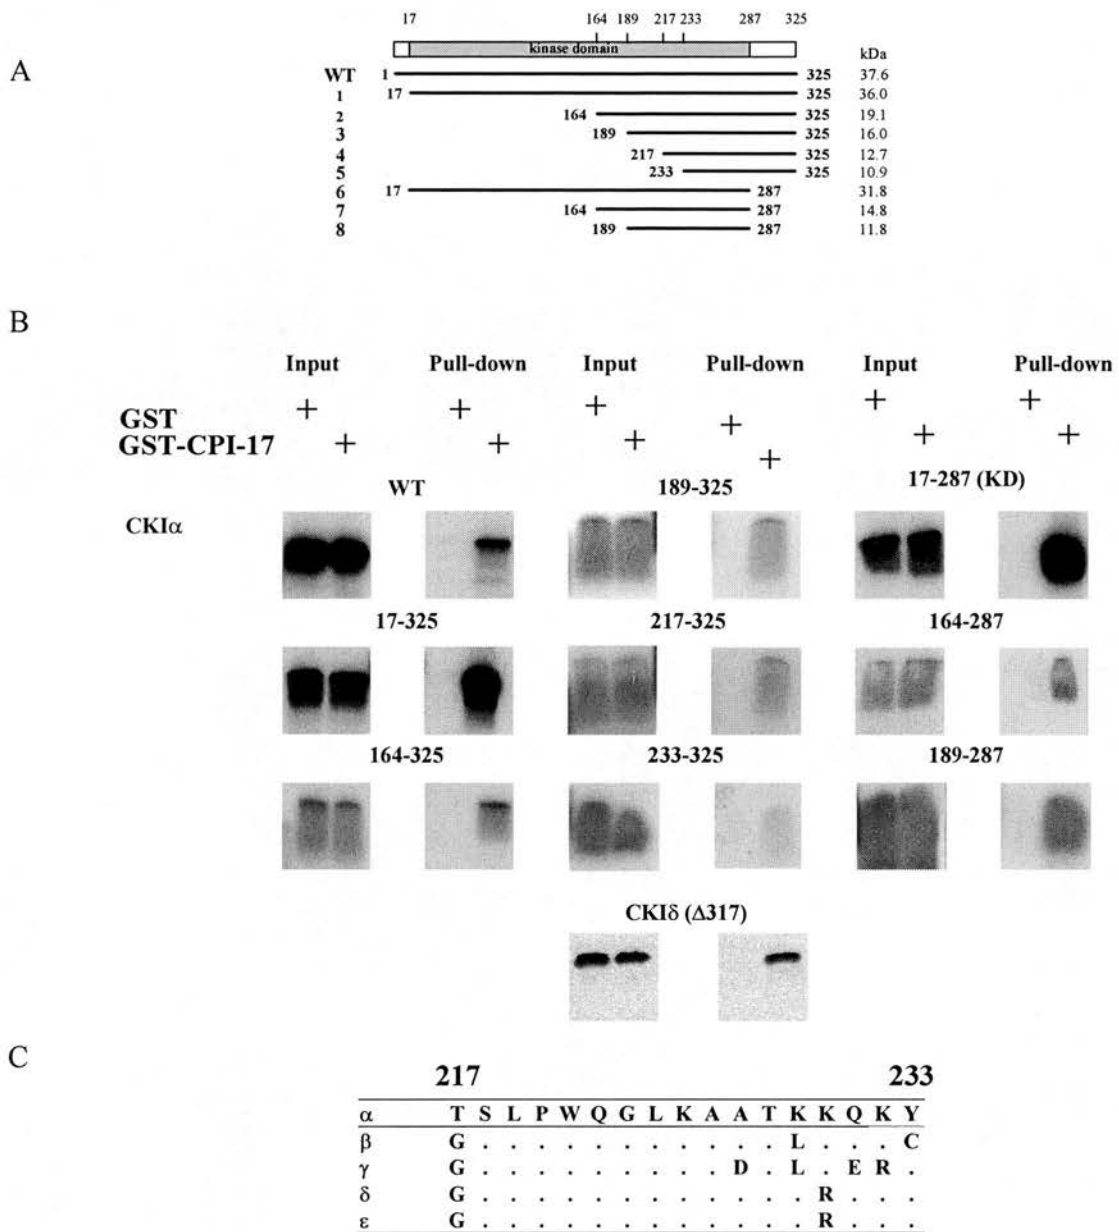 A
17 164 189 217 233 287 325
kinase domain
kDa
WT 1 325 37.6
1 17 325 36.0
2 164 325 19.1
3 189 325 16.0
4 217 325 12.7
5 233 325 10.9
6 17 287 31.8
7 164 287 14.8
8 189 287 11.8
B
Input Pull-down Input Pull-down Input Pull-down
GST + + + + + +
GST-CPI-17 + + + + + +
WT 189-325 17-287 (KD)
CKIα
17-325 217-325 164-287
164-325 233-325 189-287
CKIδ (Δ317)
C
217 233
α T S L P W Q G L K A A T K K Q K Y
β G . . . . . . . . . . . L . . . C
γ G . . . . . . . . . D . L . E R .
δ G . . . . . . . . . . . . R . . .
ε G . . . . . . . . . . . . R . . .